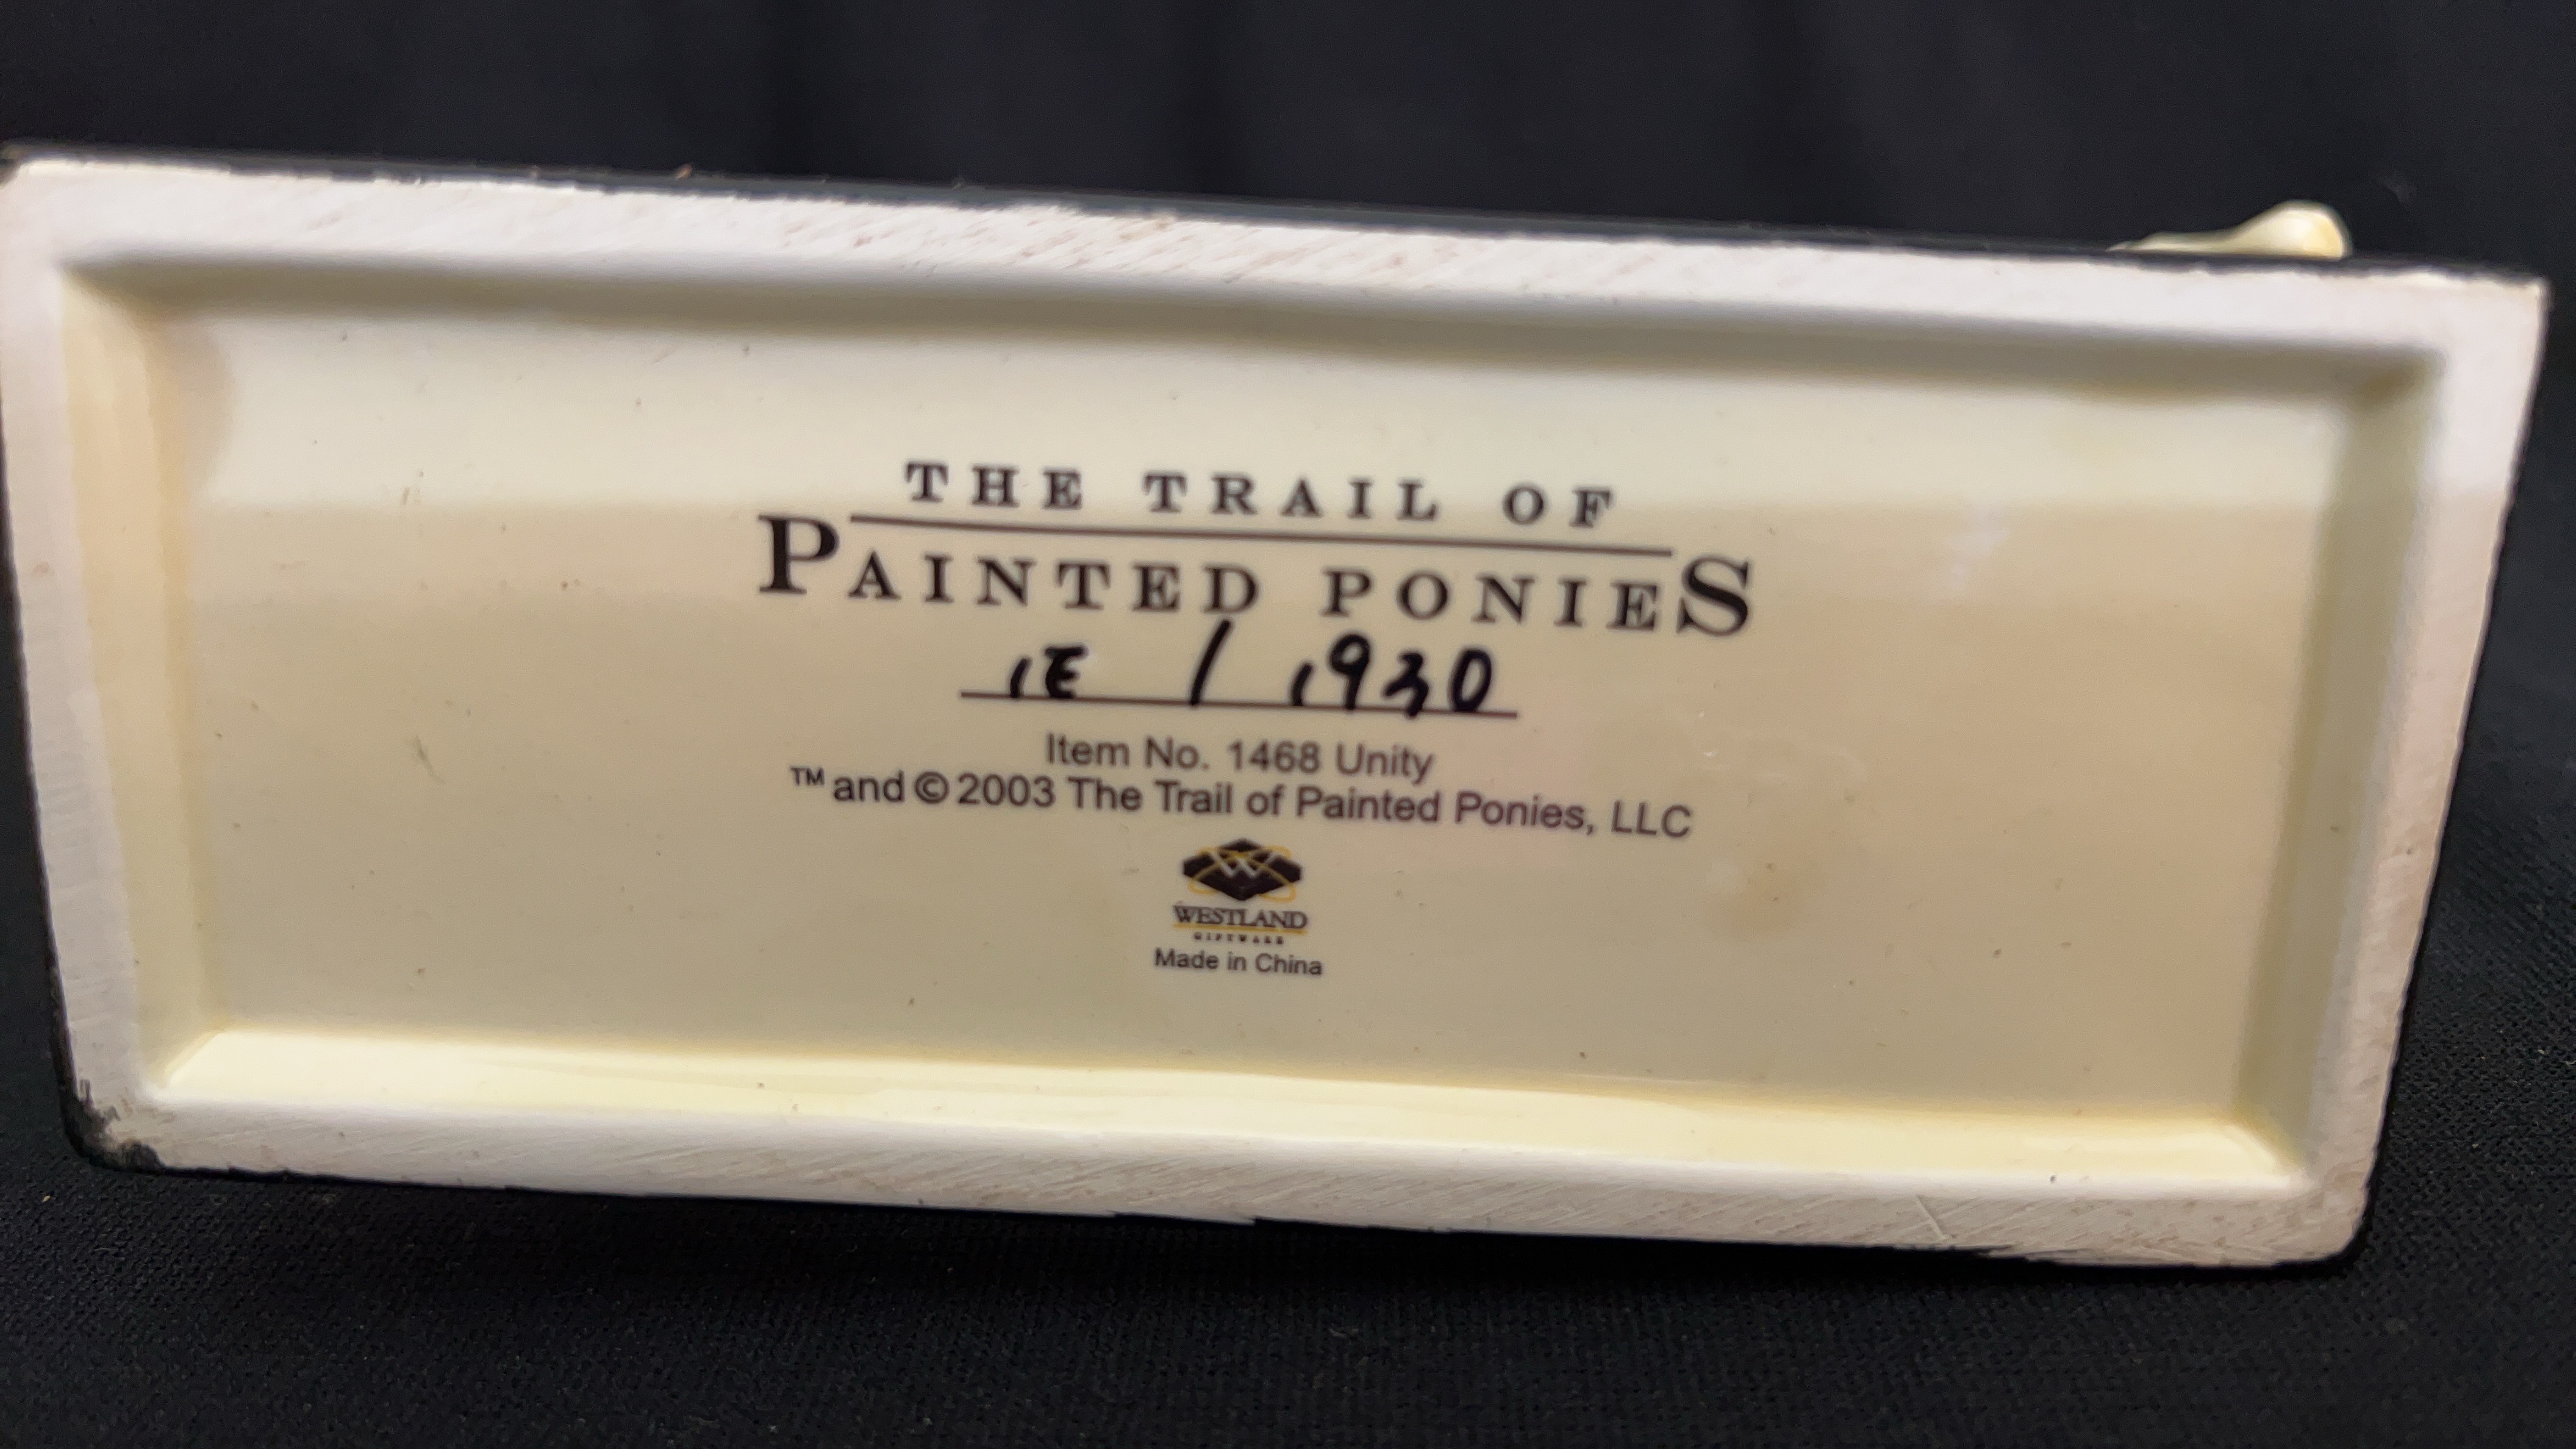 THE TRAIL OF
PAINTED PONIES
1E / 1930
Item No. 1468 Unity
™ and © 2003 The Trail of Painted Ponies, LLC
W
WESTLAND
GIFTWARE
Made in China